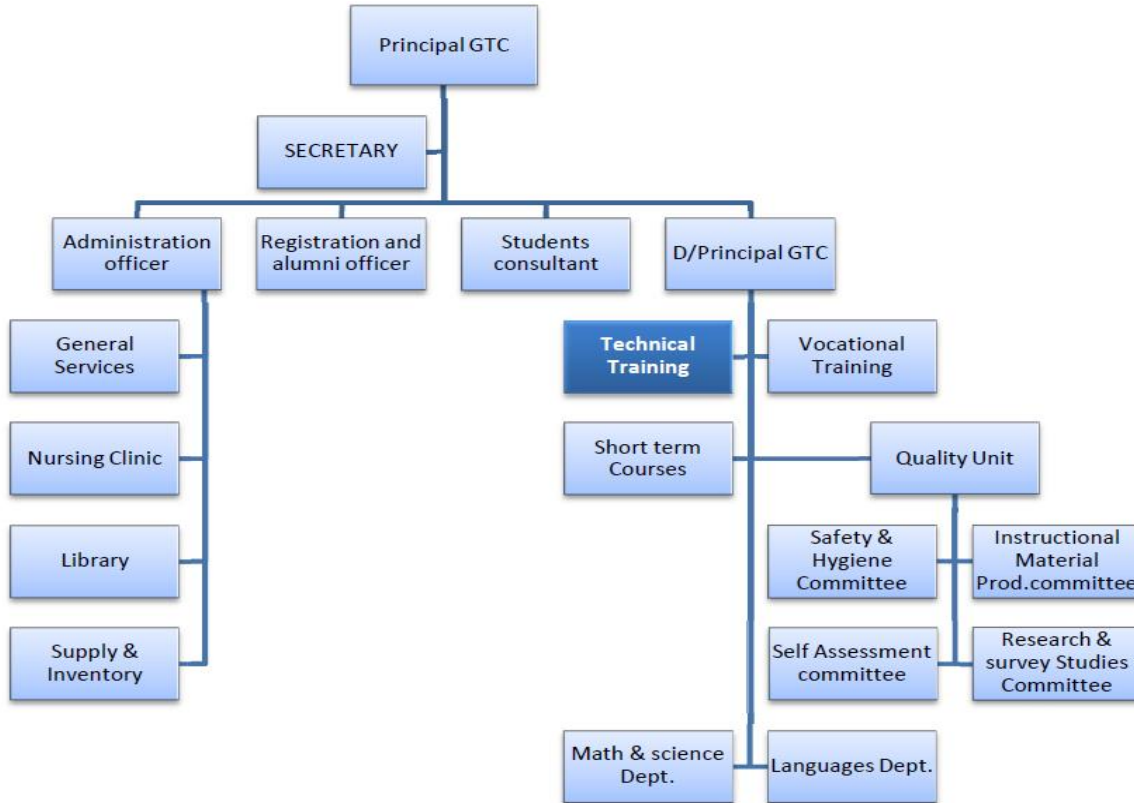 Principal GTC
SECRETARY
Administration
officer
Registration and
alumni officer
Students
consultant
D/Principal GTC
General
Services
Technical
Training
Vocational
Training
Nursing Clinic
Short term
Courses
Quality Unit
Library
Safety &
Hygiene
Committee
Instructional
Material
Prod.committee
Supply &
Inventory
Self Assessment
committee
Research &
survey Studies
Committee
Math & science
Dept.
Languages Dept.